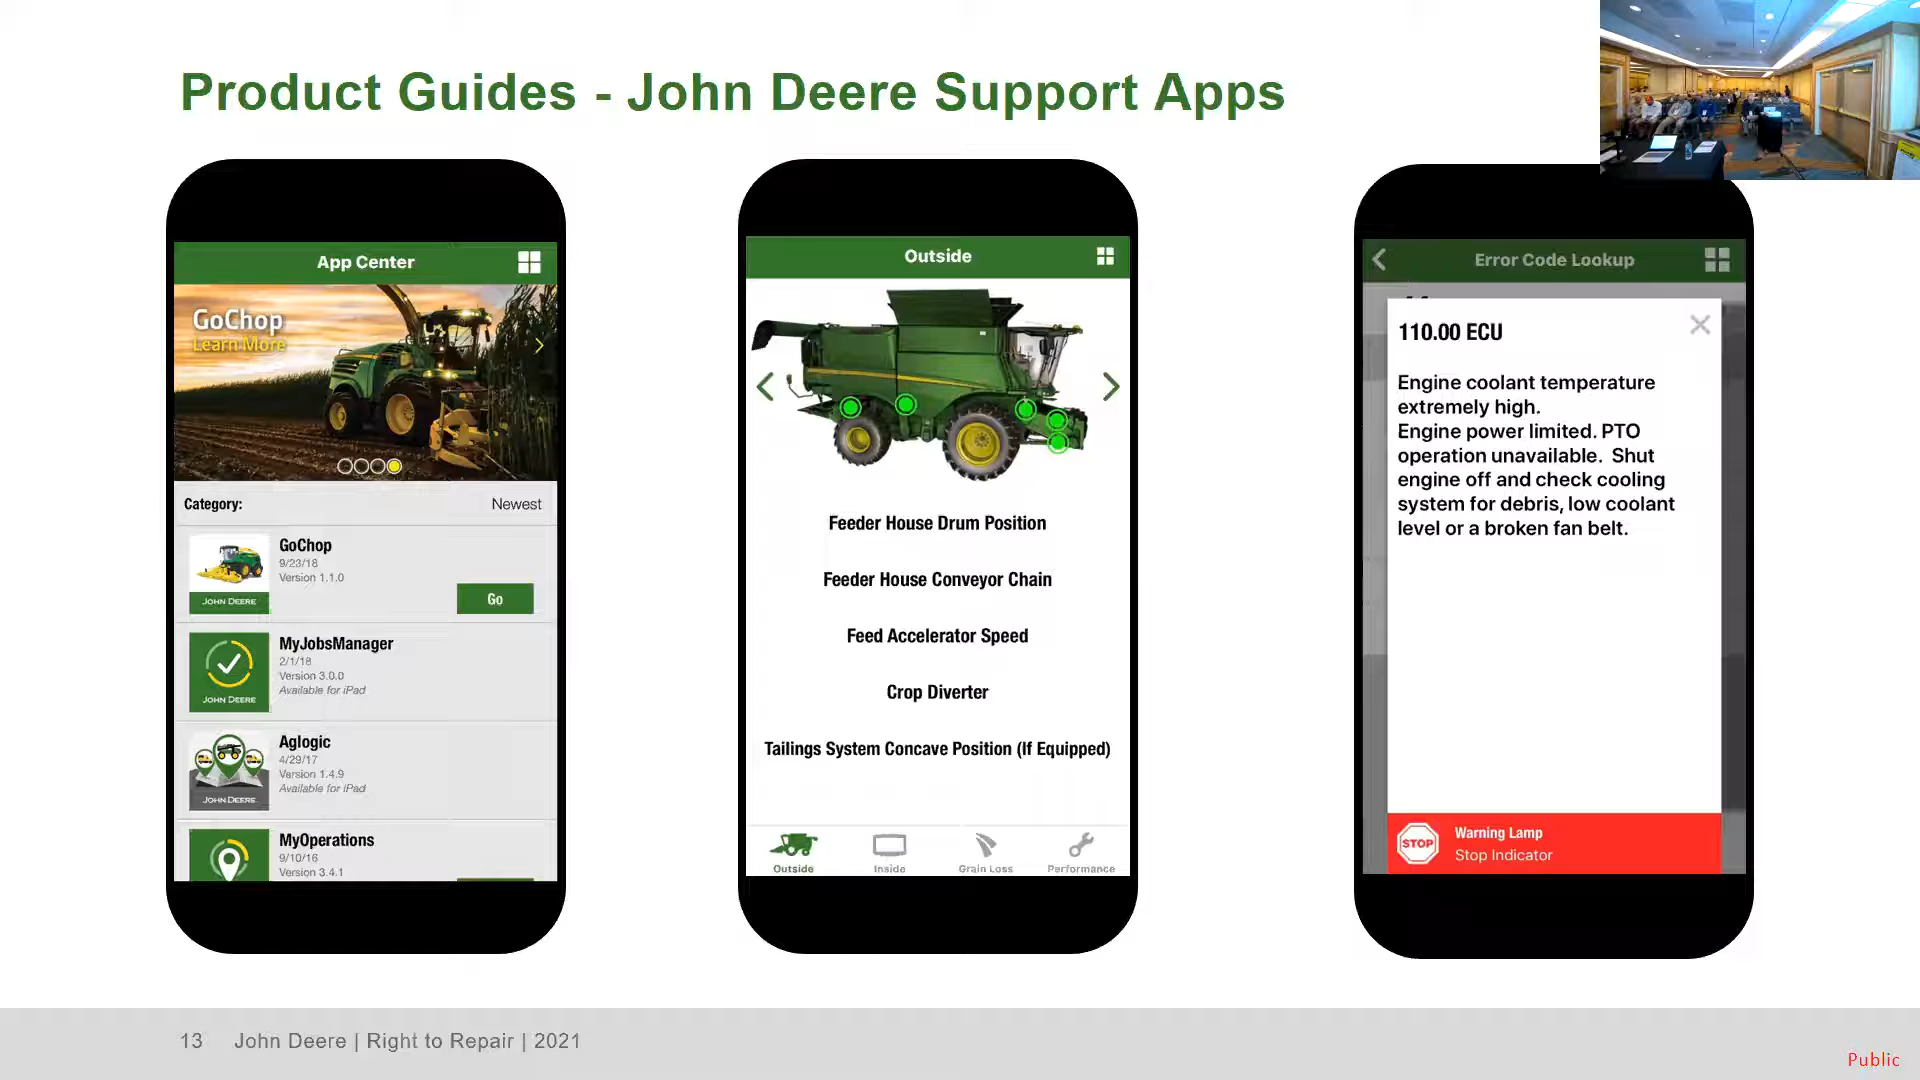 Product Guides - John Deere Support Apps
App Center
GoChop
Learn More
Category:
Newest
GoChop
9/23/18
Version 1.1.0
Go
JOHN DEERE
MyJobsManager
2/1/18
Version 3.0.0
Available for iPad
JOHN DEERE
Aglogic
4/29/17
Version 1.4.9
Available for iPad
JOHN DEERE
MyOperations
9/10/16
Version 3.4.1
Outside
Feeder House Drum Position
Feeder House Conveyor Chain
Feed Accelerator Speed
Crop Diverter
Tailings System Concave Position (If Equipped)
Outside
Inside
Grain Loss
Performance
Error Code Lookup
110.00 ECU
Engine coolant temperature
extremely high.
Engine power limited. PTO
operation unavailable. Shut
engine off and check cooling
system for debris, low coolant
level or a broken fan belt.
STOP
Warning Lamp
Stop Indicator
13 John Deere | Right to Repair | 2021
Public